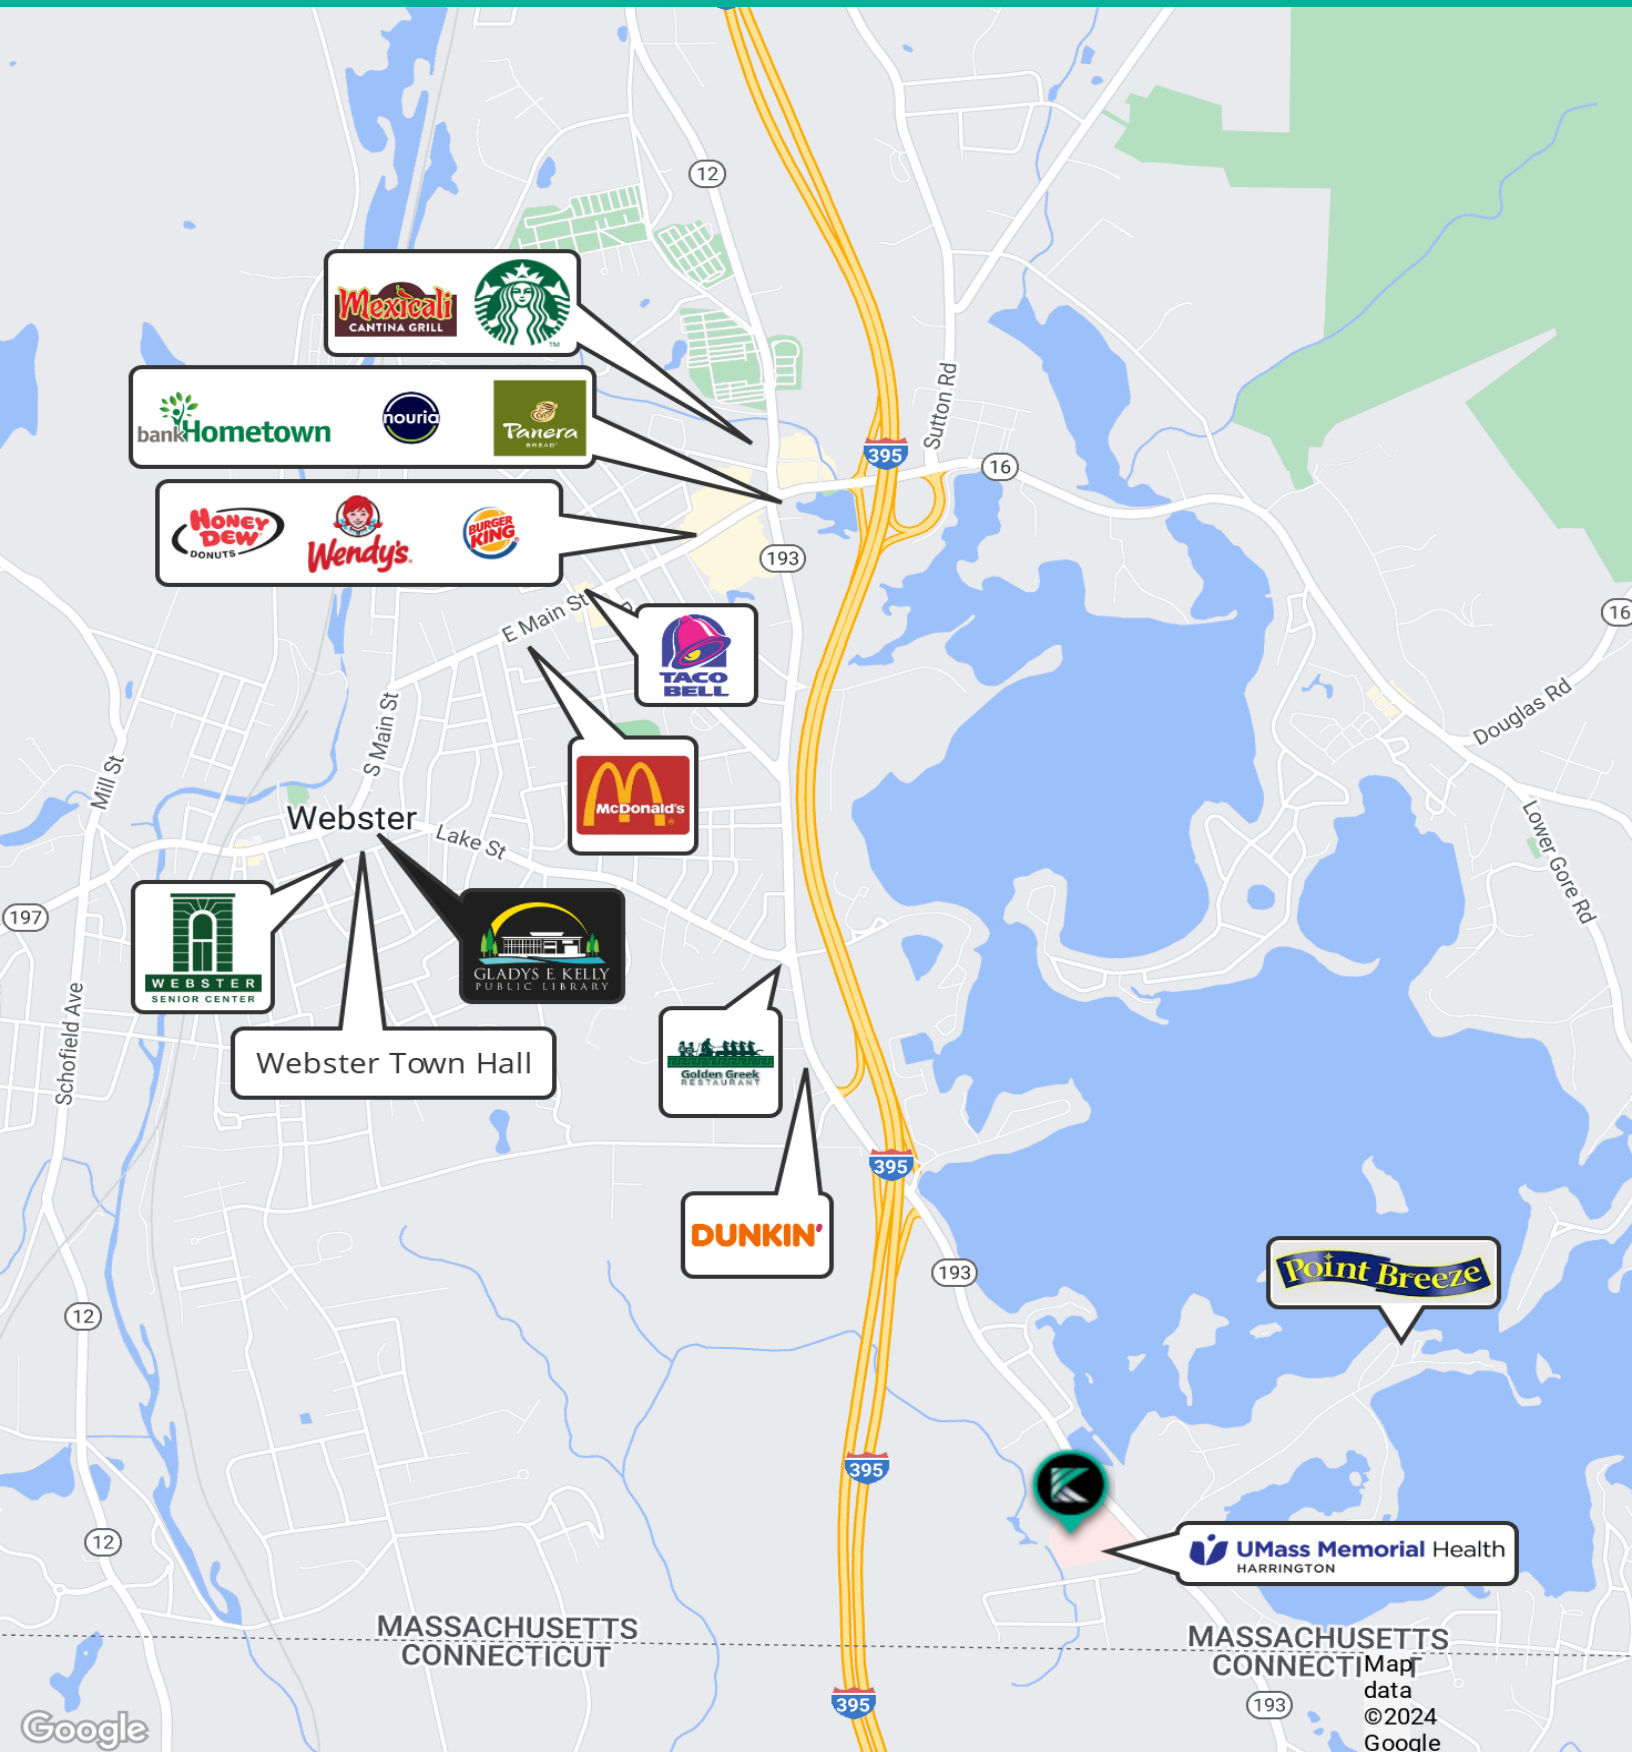 12
Mexicali
CANTINA GRILL
TM
bankHometown
nouria
Panera
BREAD
395
Sutton Rd
16
HONEY
DEW
DONUTS
Wendy's
BURGER
KING
193
E Main St
TACO
BELL
16
S Main St
Mill St
Douglas Rd
McDonald's
Webster
Lake St
Lower Gore Rd
197
WEBSTER
SENIOR CENTER
GLADYS E. KELLY
PUBLIC LIBRARY
Schofield Ave
Webster Town Hall
Golden Greek
RESTAURANT
395
DUNKIN'
193
Point Breeze
12
395
K
12
UMass Memorial Health
HARRINGTON
MASSACHUSETTS
CONNECTICUT
MASSACHUSETTS
CONNECTI T
Map
data
©2024
Google
193
395
Google